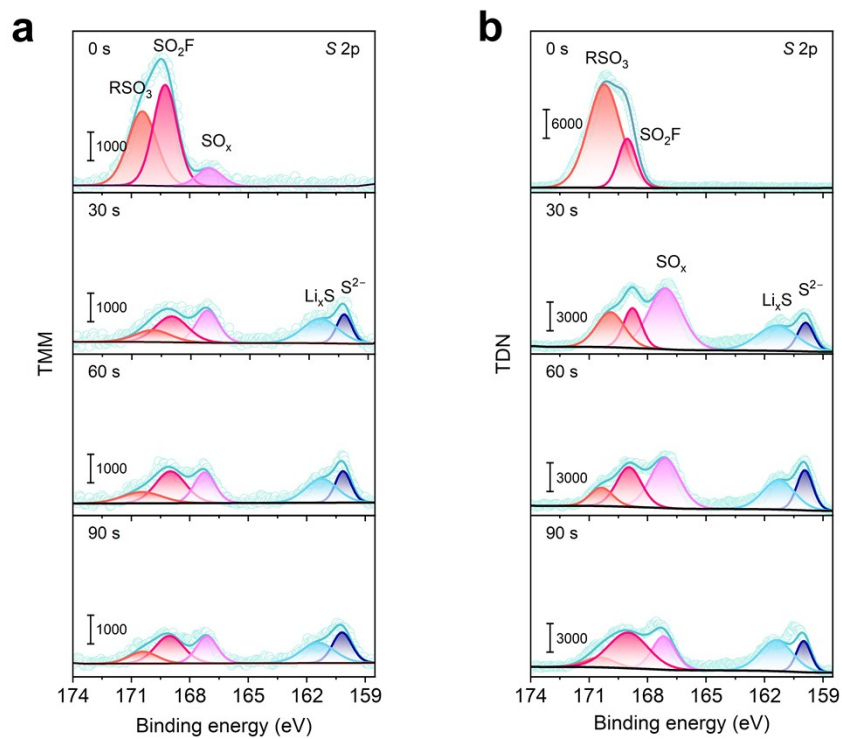 a
0 s
SO₂F
S 2p
RSO₃
SOₓ
1000
30 s
LiₓS
S²⁻
1000
60 s
1000
90 s
1000
TMM
174 171 168 165 162 159
Binding energy (eV)
b
0 s
RSO₃
S 2p
SO₂F
6000
30 s
SOₓ
LiₓS
S²⁻
3000
60 s
3000
90 s
3000
TDN
174 171 168 165 162 159
Binding energy (eV)